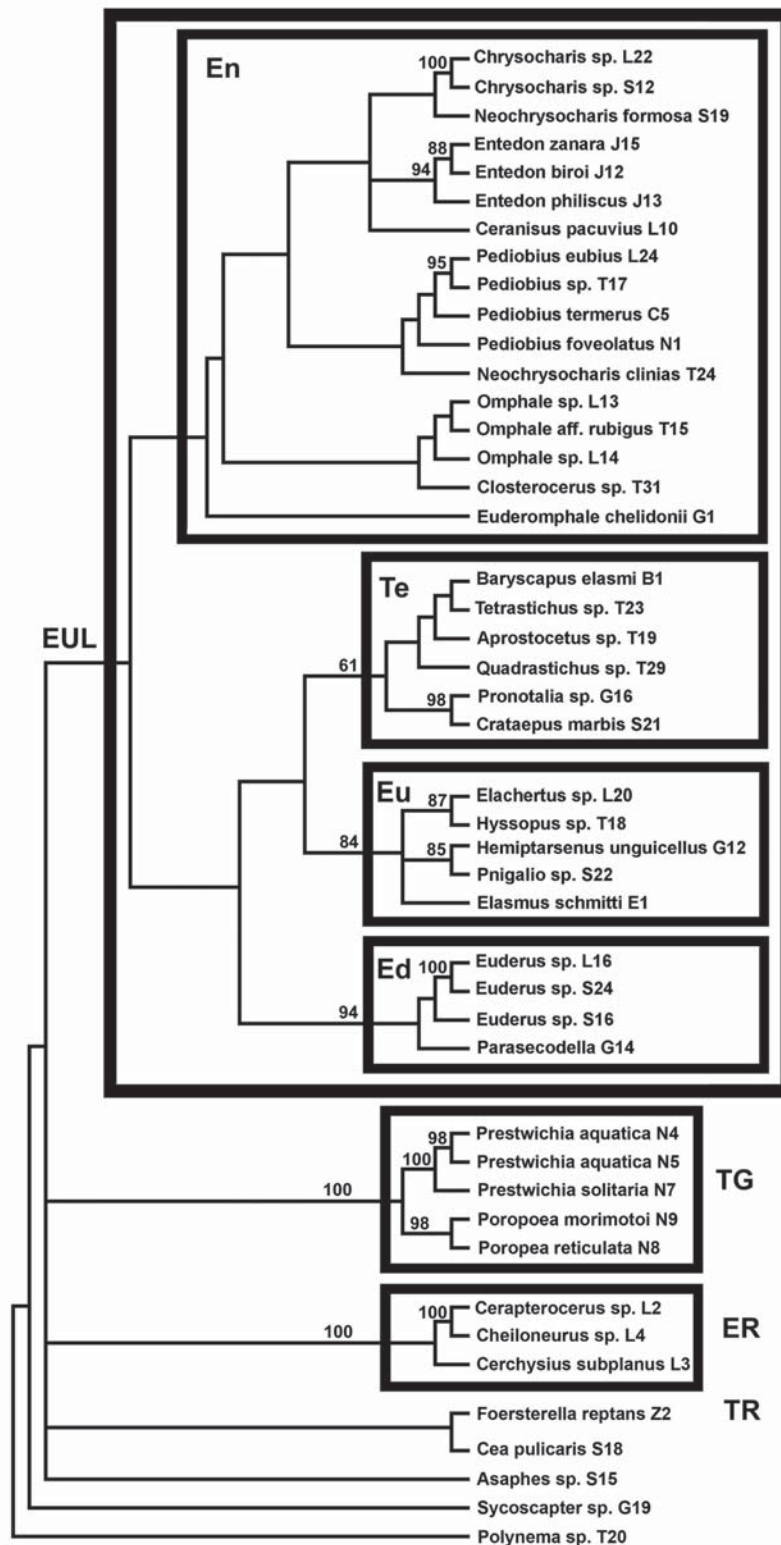 En
100
Chrysocharis sp. L22
Chrysocharis sp. S12
Neochrysocharis formosa S19
88
Entedon zanara J15
94
Entedon biroi J12
Entedon philiscus J13
Ceranisus pacuvius L10
95
Pediobius eubius L24
Pediobius sp. T17
Pediobius termerus C5
Pediobius foveolatus N1
Neochrysocharis clinias T24
Omphale sp. L13
Omphale aff. rubigus T15
Omphale sp. L14
Closterocerus sp. T31
Euderomphale chelidonii G1
EUL
Te
61
Baryscapus elasmi B1
Tetrastichus sp. T23
Aprostocetus sp. T19
Quadrastichus sp. T29
98
Pronotalia sp. G16
Crataepus marbis S21
Eu
84
87
Elachertus sp. L20
Hyssopus sp. T18
85
Hemiptarsenus unguicellus G12
Pnigalio sp. S22
Elasmus schmitti E1
Ed
94
100
Euderus sp. L16
Euderus sp. S24
Euderus sp. S16
Parasecodella G14
TG
100
98
Prestwichia aquatica N4
100
Prestwichia aquatica N5
Prestwichia solitaria N7
98
Poropoea morimotoi N9
Poropea reticulata N8
ER
100
100
Cerapterocerus sp. L2
Cheiloneurus sp. L4
Cerchysius subplanus L3
TR
Foersterella reptans Z2
Cea pulicaris S18
Asaphes sp. S15
Sycoscapter sp. G19
Polynema sp. T20